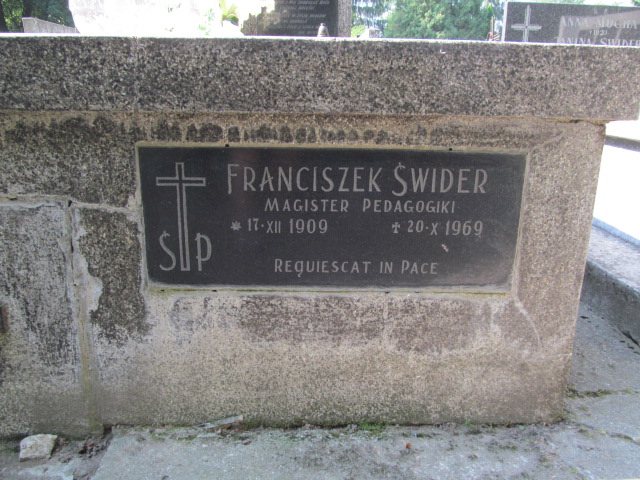 FRANCISZEK ŚWIDER
MAGISTER PEDAGOGIKI
* 17·XII 1909 ✝ 20·X 1969
Ś P
REQUIESCAT IN PACE